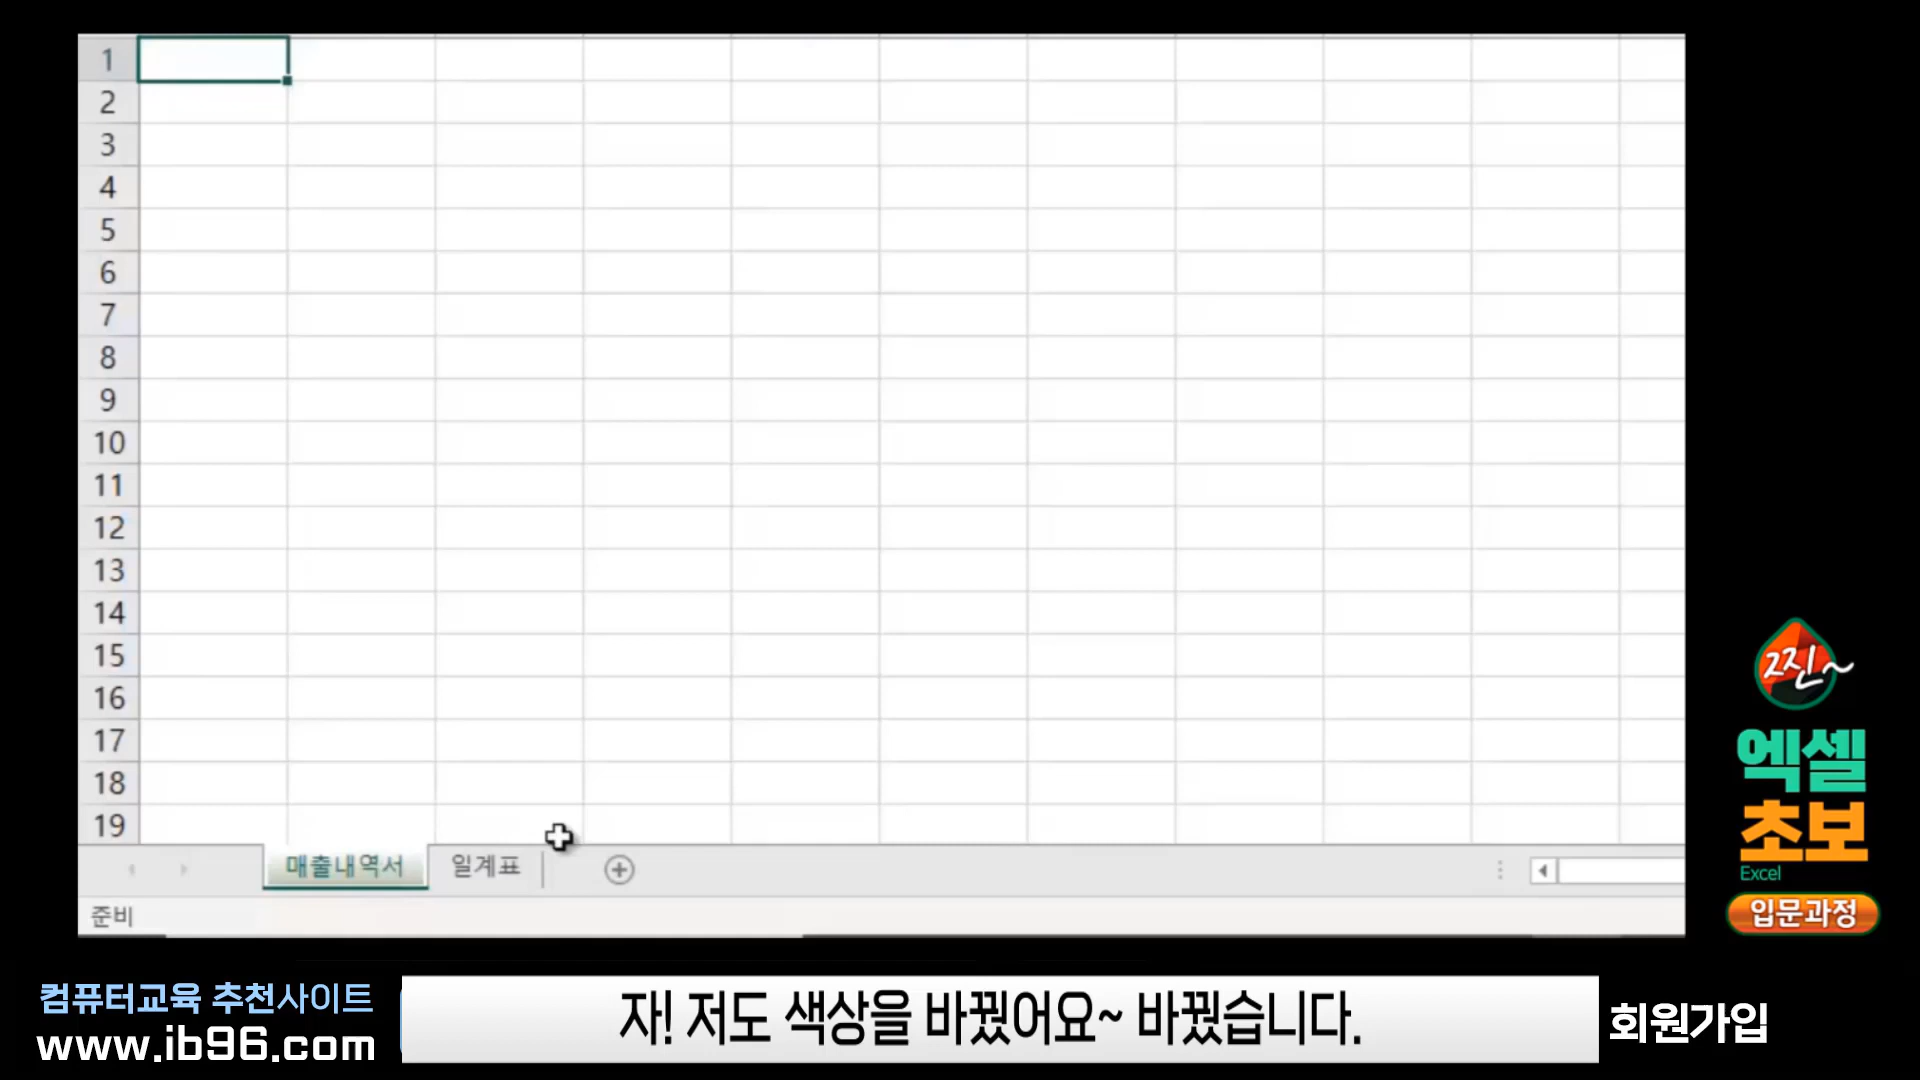 1
2
3
4
5
6
7
8
9
10
11
12
13
14
15
16
17
18
19
매출내역서 일계표
준비
2진~
엑셀
초보
Excel
입문과정
컴퓨터교육 추천사이트
www.ib96.com
자! 저도 색상을 바꿨어요~ 바꿨습니다.
회원가입